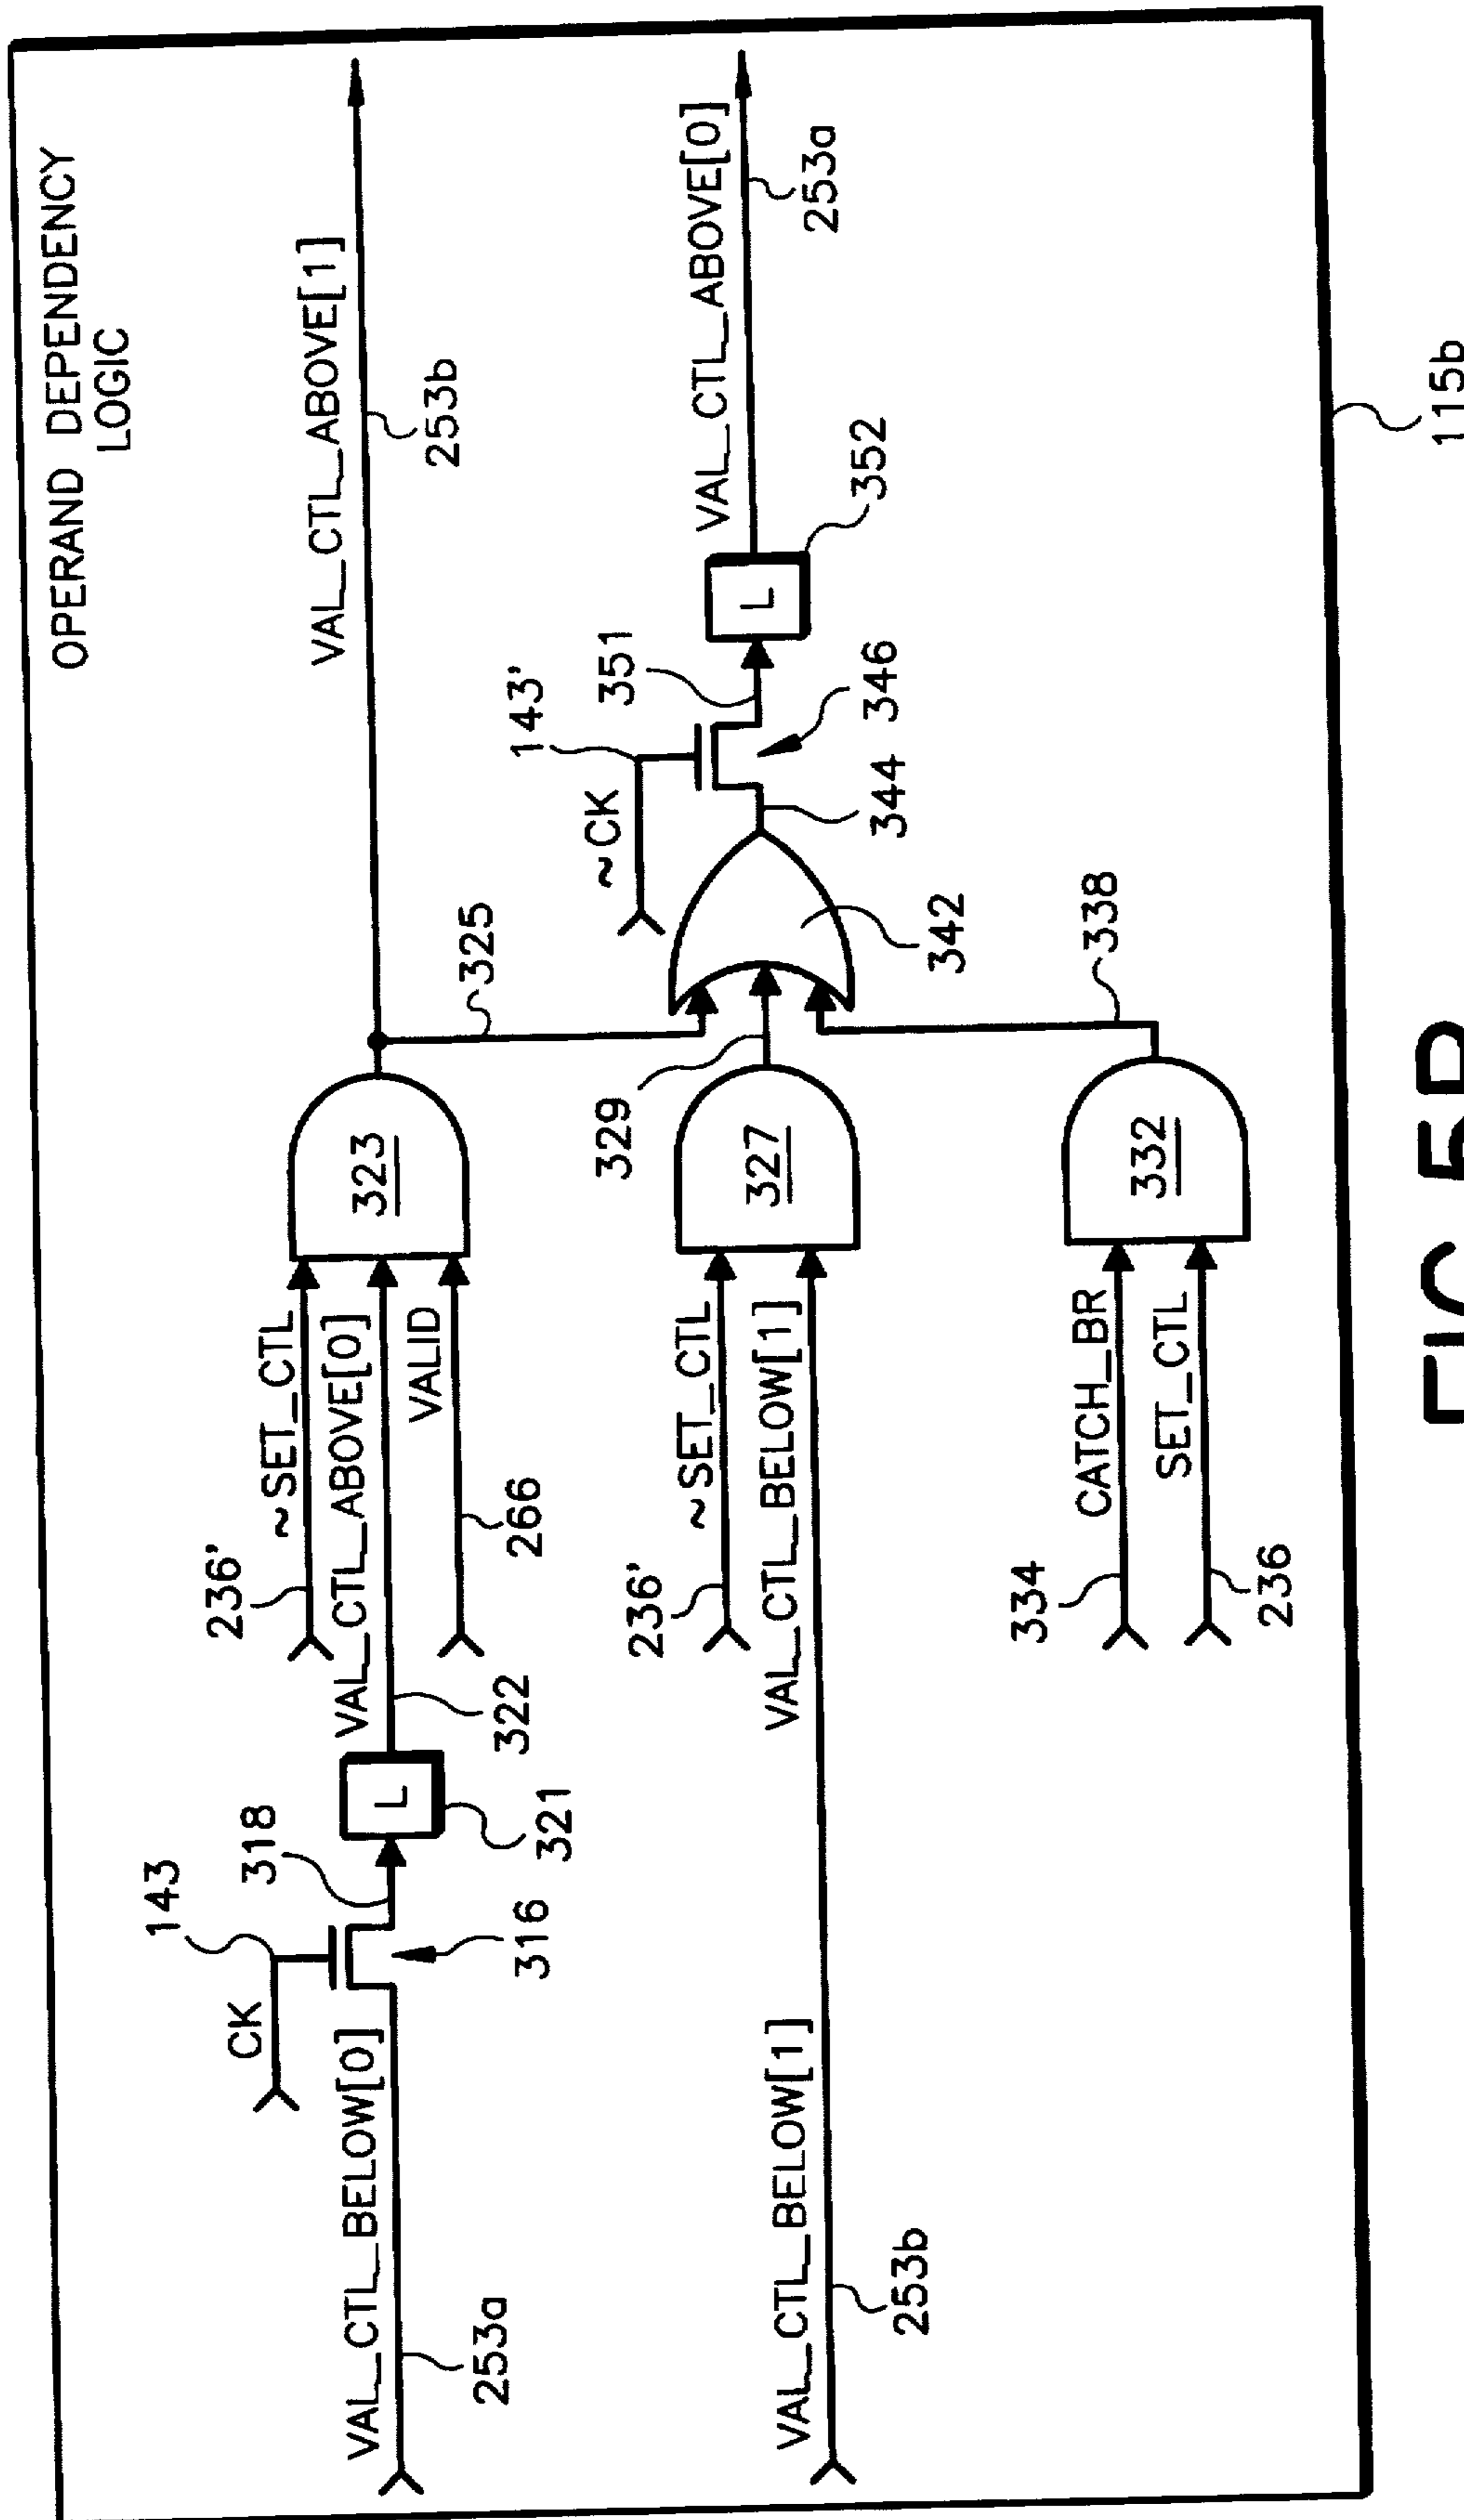 OPERAND DEPENDENCY
LOGIC
143
CK
318
VAL_CTL_BELOW[0]
253a
316
321
322
236'
~SET_CTL
VAL_CTL_ABOVE[0]
VALID
266
323
325
VAL_CTL_ABOVE[1]
253b
VAL_CTL_BELOW[1]
253b
236'
~SET_CTL
VAL_CTL_BELOW[1]
327
329
L
342
~CK
143'
344
346
351
L
352
VAL_CTL_ABOVE[0]
253a
334
CATCH_BR
SET_CTL
236
332
338
115b